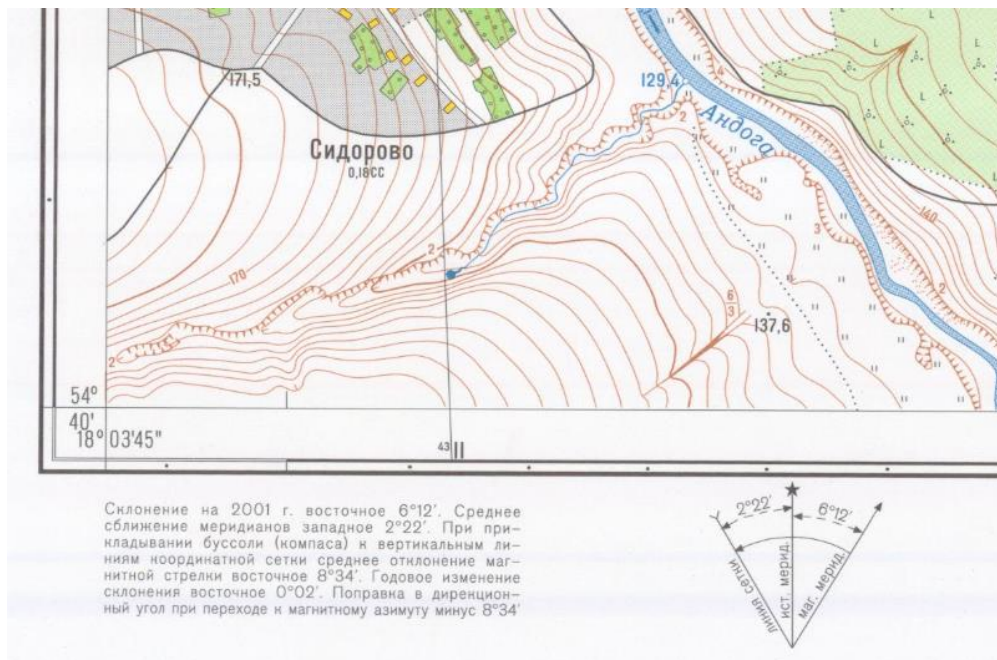 171,5
129,4
4
2
Андога
Сидорово
0,18СС
140
3
2
170
2
6
3
137,6
2
54°
40'
18° 03'45"
43 11
Склонение на 2001 г. восточное 6°12'. Среднее
сближение меридианов западное 2°22'. При при-
кладывании буссоли (компаса) к вертикальным ли-
ниям координатной сетки среднее отклонение маг-
нитной стрелки восточное 8°34'. Годовое изменение
склонения восточное 0°02'. Поправка в дирекцион-
ный угол при переходе к магнитному азимуту минус 8°34'
2°22'
6°12'
линия сетки
ист. мерид.
маг. мерид.